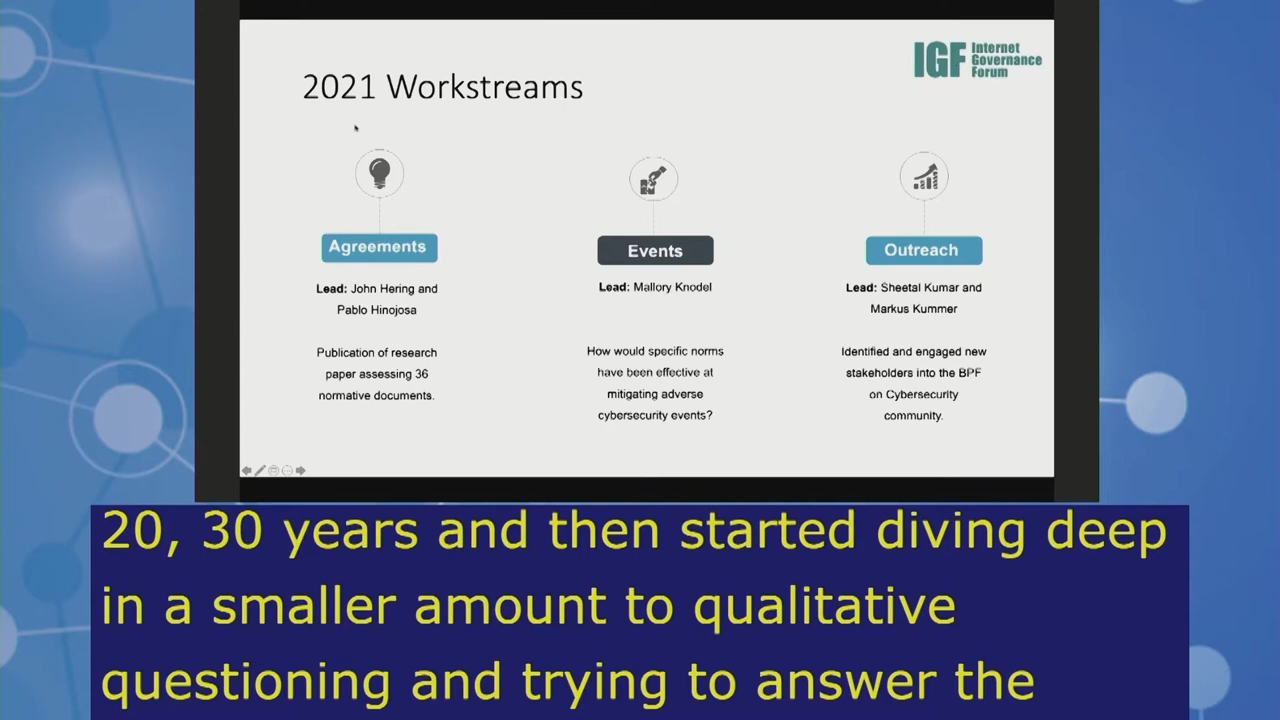 IGF Internet
Governance
Forum
2021 Workstreams
Agreements
Lead: John Hering and
Pablo Hinojosa
Publication of research
paper assessing 36
normative documents.
Events
Lead: Mallory Knodel
How would specific norms
have been effective at
mitigating adverse
cybersecurity events?
Outreach
Lead: Sheetal Kumar and
Markus Kummer
Identified and engaged new
stakeholders into the BPF
on Cybersecurity
community.
20, 30 years and then started diving deep
in a smaller amount to qualitative
questioning and trying to answer the